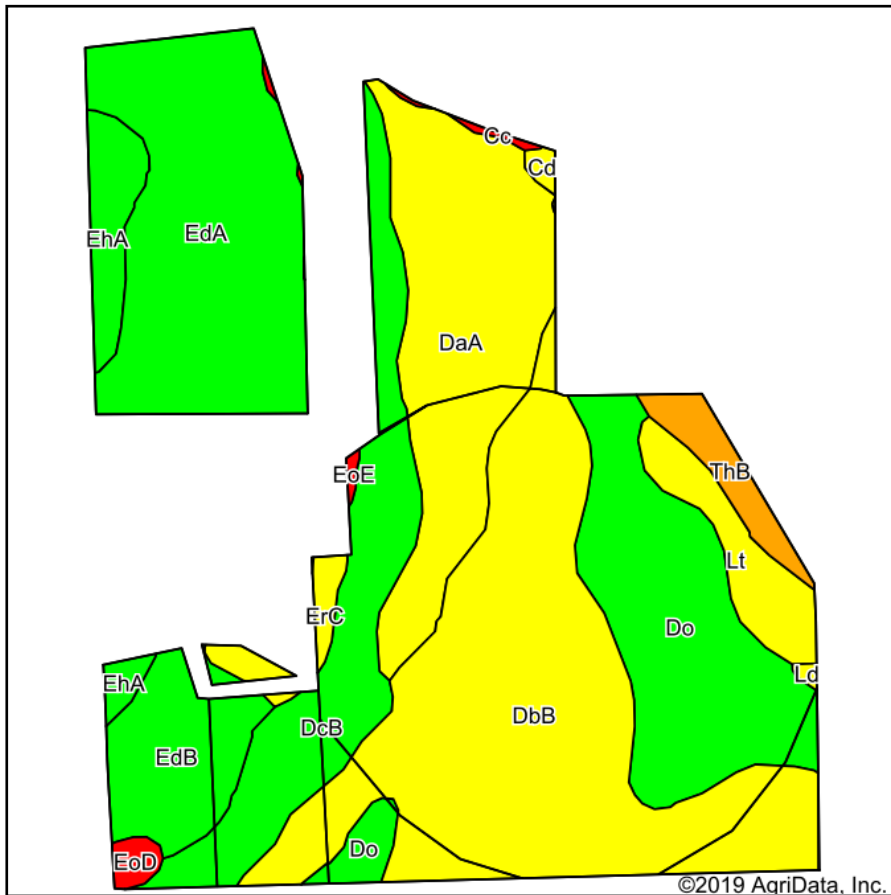 Cc
Cd
EhA
EdA
DaA
EoE
ThB
Lt
ErC
Do
EhA
Ld
DbB
DcB
EdB
Do
EoD
©2019 AgriData, Inc.